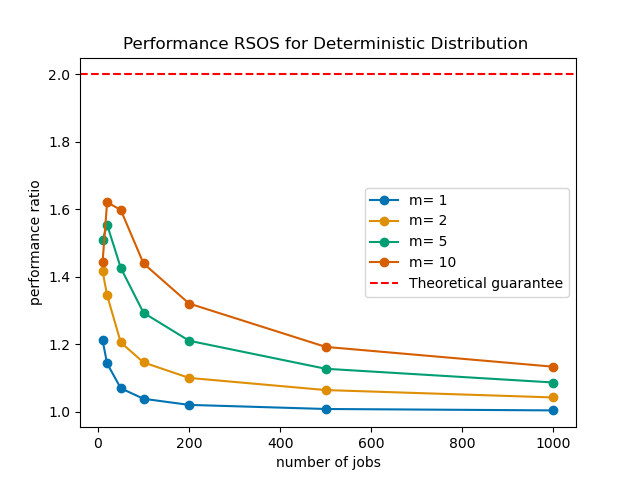 Performance RSOS for Deterministic Distribution
performance ratio
2.0
1.8
1.6
1.4
1.2
1.0
m= 1
m= 2
m= 5
m= 10
Theoretical guarantee
0 200 400 600 800 1000
number of jobs